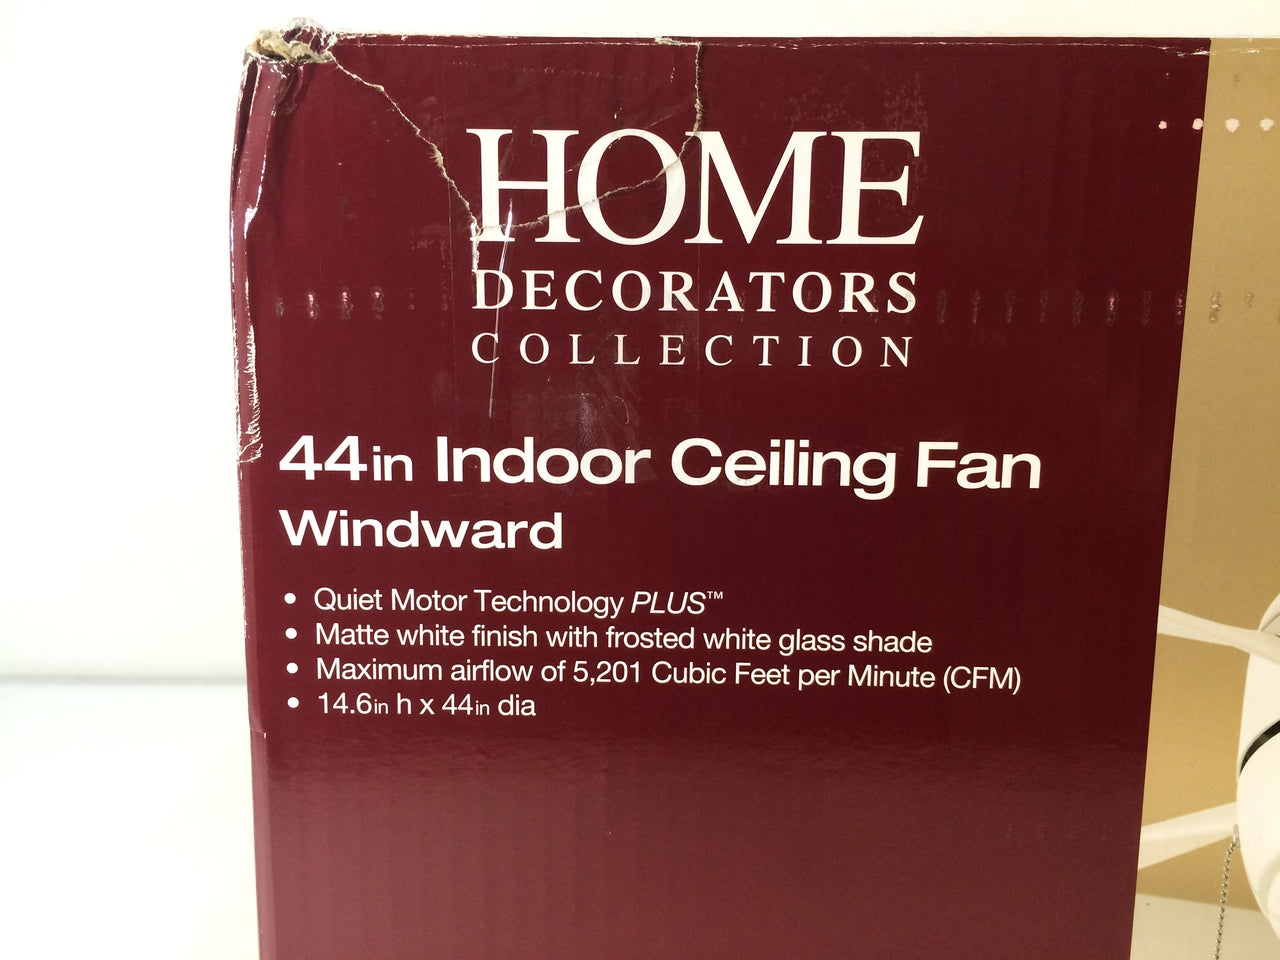 HOME
DECORATORS
COLLECTION
44in Indoor Ceiling Fan
Windward
• Quiet Motor Technology PLUS™
• Matte white finish with frosted white glass shade
• Maximum airflow of 5,201 Cubic Feet per Minute (CFM)
• 14.6in h x 44in dia